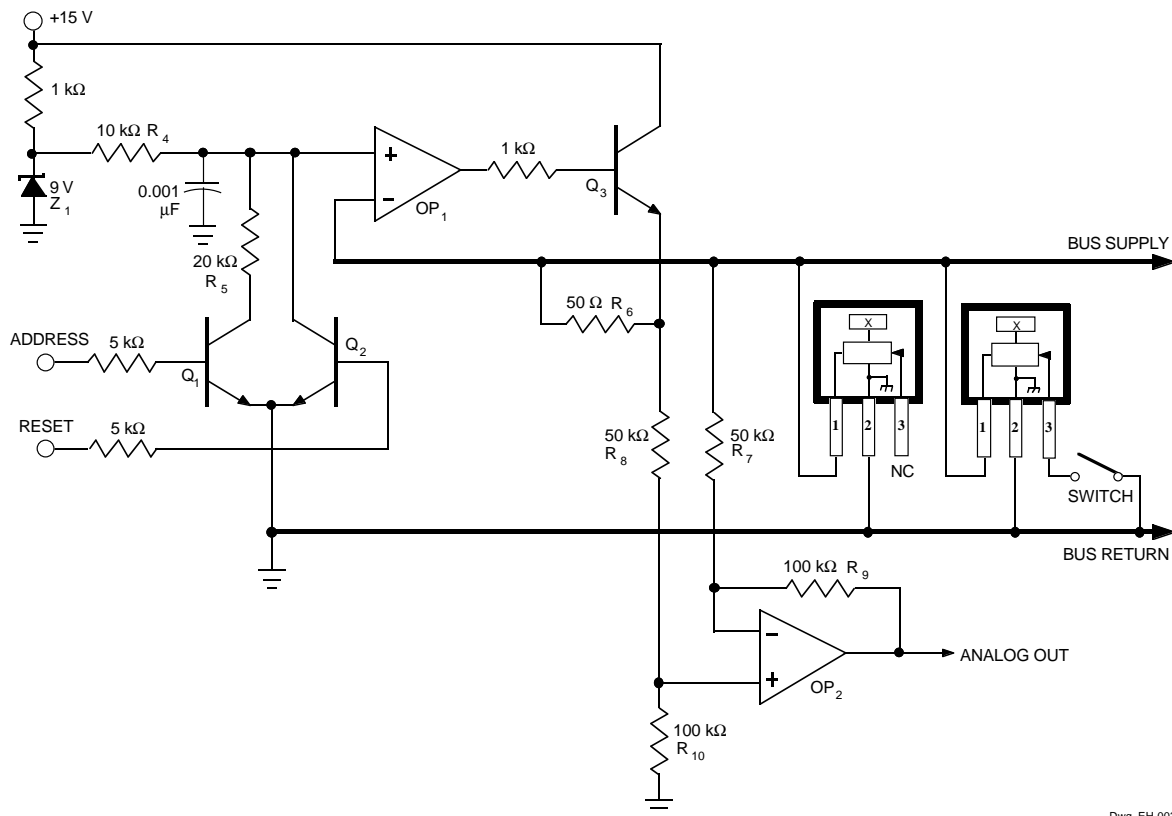 +15 V
1 kΩ
10 kΩ R4
9 V
Z1
0.001
μF
+
-
OP1
1 kΩ
Q3
20 kΩ
R5
BUS SUPPLY
50 Ω R6
X
X
ADDRESS
5 kΩ
Q1
Q2
1 2 3
1 2 3
RESET
5 kΩ
50 kΩ
R8
50 kΩ
R7
NC
SWITCH
BUS RETURN
100 kΩ R9
-
+
OP2
ANALOG OUT
100 kΩ
R10